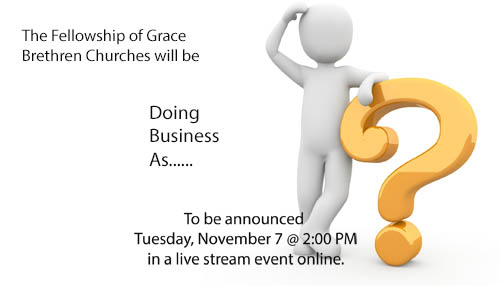 The Fellowship of Grace
Brethren Churches will be
Doing
Business
As......
To be announced
Tuesday, November 7 @ 2:00 PM
in a live stream event online.